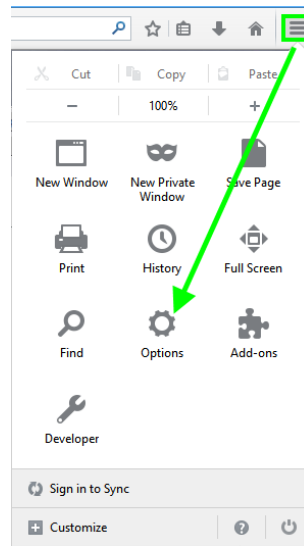 Cut Copy Paste
100%
New Window New Private Save Page
Window
Print History Full Screen
Find Options Add-ons
Developer
Sign in to Sync
Customize